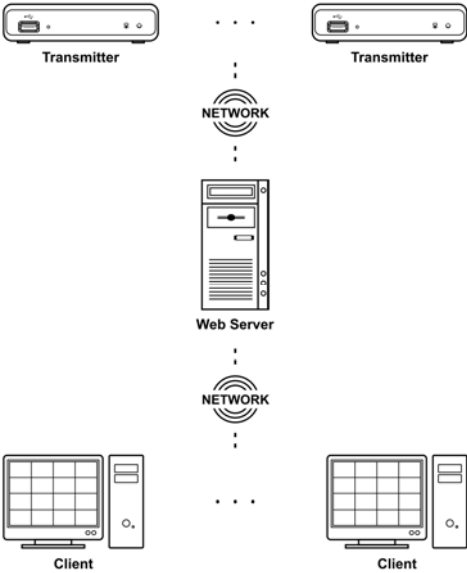 Transmitter
Transmitter
NETWORK
Web Server
NETWORK
Client
Client